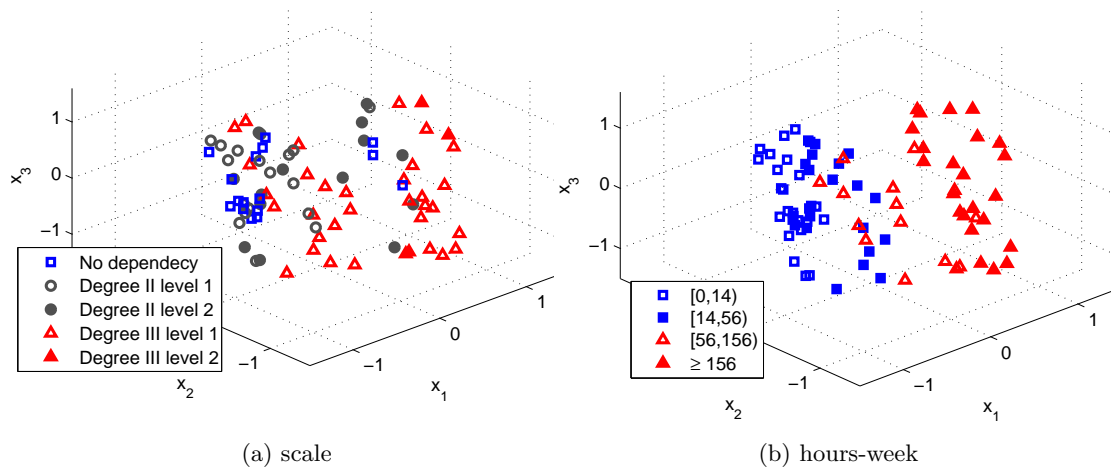 x3
1
0
−1
No dependecy
Degree II level 1
Degree II level 2
Degree III level 1
Degree III level 2
−1
x2
−1
0
1
x1
(a) scale
x3
1
0
−1
[0,14)
[14,56)
[56,156)
≥ 156
−1
x2
−1
0
1
x1
(b) hours-week